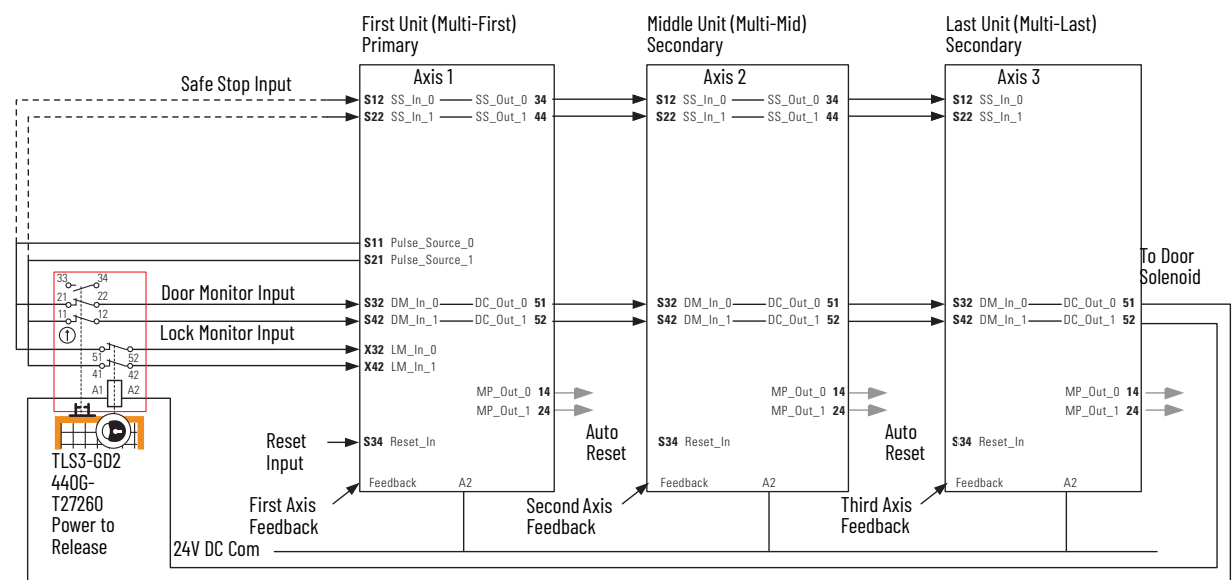 First Unit (Multi-First)
Primary
Middle Unit (Multi-Mid)
Secondary
Last Unit (Multi-Last)
Secondary
Axis 1
Axis 2
Axis 3
Safe Stop Input
S12 SS_In_0 SS_Out_0 34
S22 SS_In_1 SS_Out_1 44
S12 SS_In_0 SS_Out_0 34
S22 SS_In_1 SS_Out_1 44
S12 SS_In_0
S22 SS_In_1
S11 Pulse_Source_0
S21 Pulse_Source_1
To Door
Solenoid
33 34
21 22
11 12
51 52
41 42
A1 A2
Door Monitor Input
Lock Monitor Input
S32 DM_In_0 DC_Out_0 51
S42 DM_In_1 DC_Out_1 52
S32 DM_In_0 DC_Out_0 51
S42 DM_In_1 DC_Out_1 52
S32 DM_In_0 DC_Out_0 51
S42 DM_In_1 DC_Out_1 52
X32 LM_In_0
X42 LM_In_1
MP_Out_0 14
MP_Out_1 24
MP_Out_0 14
MP_Out_1 24
MP_Out_0 14
MP_Out_1 24
Reset
Input
S34 Reset_In
Auto
Reset
S34 Reset_In
Auto
Reset
S34 Reset_In
Feedback A2
Feedback A2
Feedback A2
First Axis
Feedback
Second Axis
Feedback
Third Axis
Feedback
TLS3-GD2
440G-
T27260
Power to
Release
24V DC Com